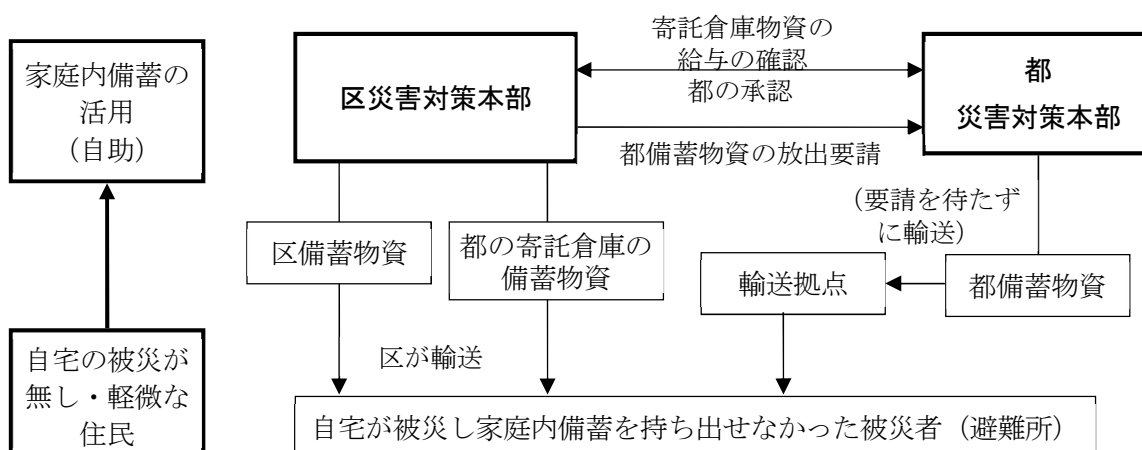 家庭内備蓄の
活用
（自助）
自宅の被災が
無し・軽微な
住民
区災害対策本部
寄託倉庫物資の
給与の確認
都の承認
都備蓄物資の放出要請
都
災害対策本部
（要請を待たず
に輸送）
区備蓄物資
都の寄託倉庫の
備蓄物資
輸送拠点
都備蓄物資
区が輸送
自宅が被災し家庭内備蓄を持ち出せなかった被災者（避難所）